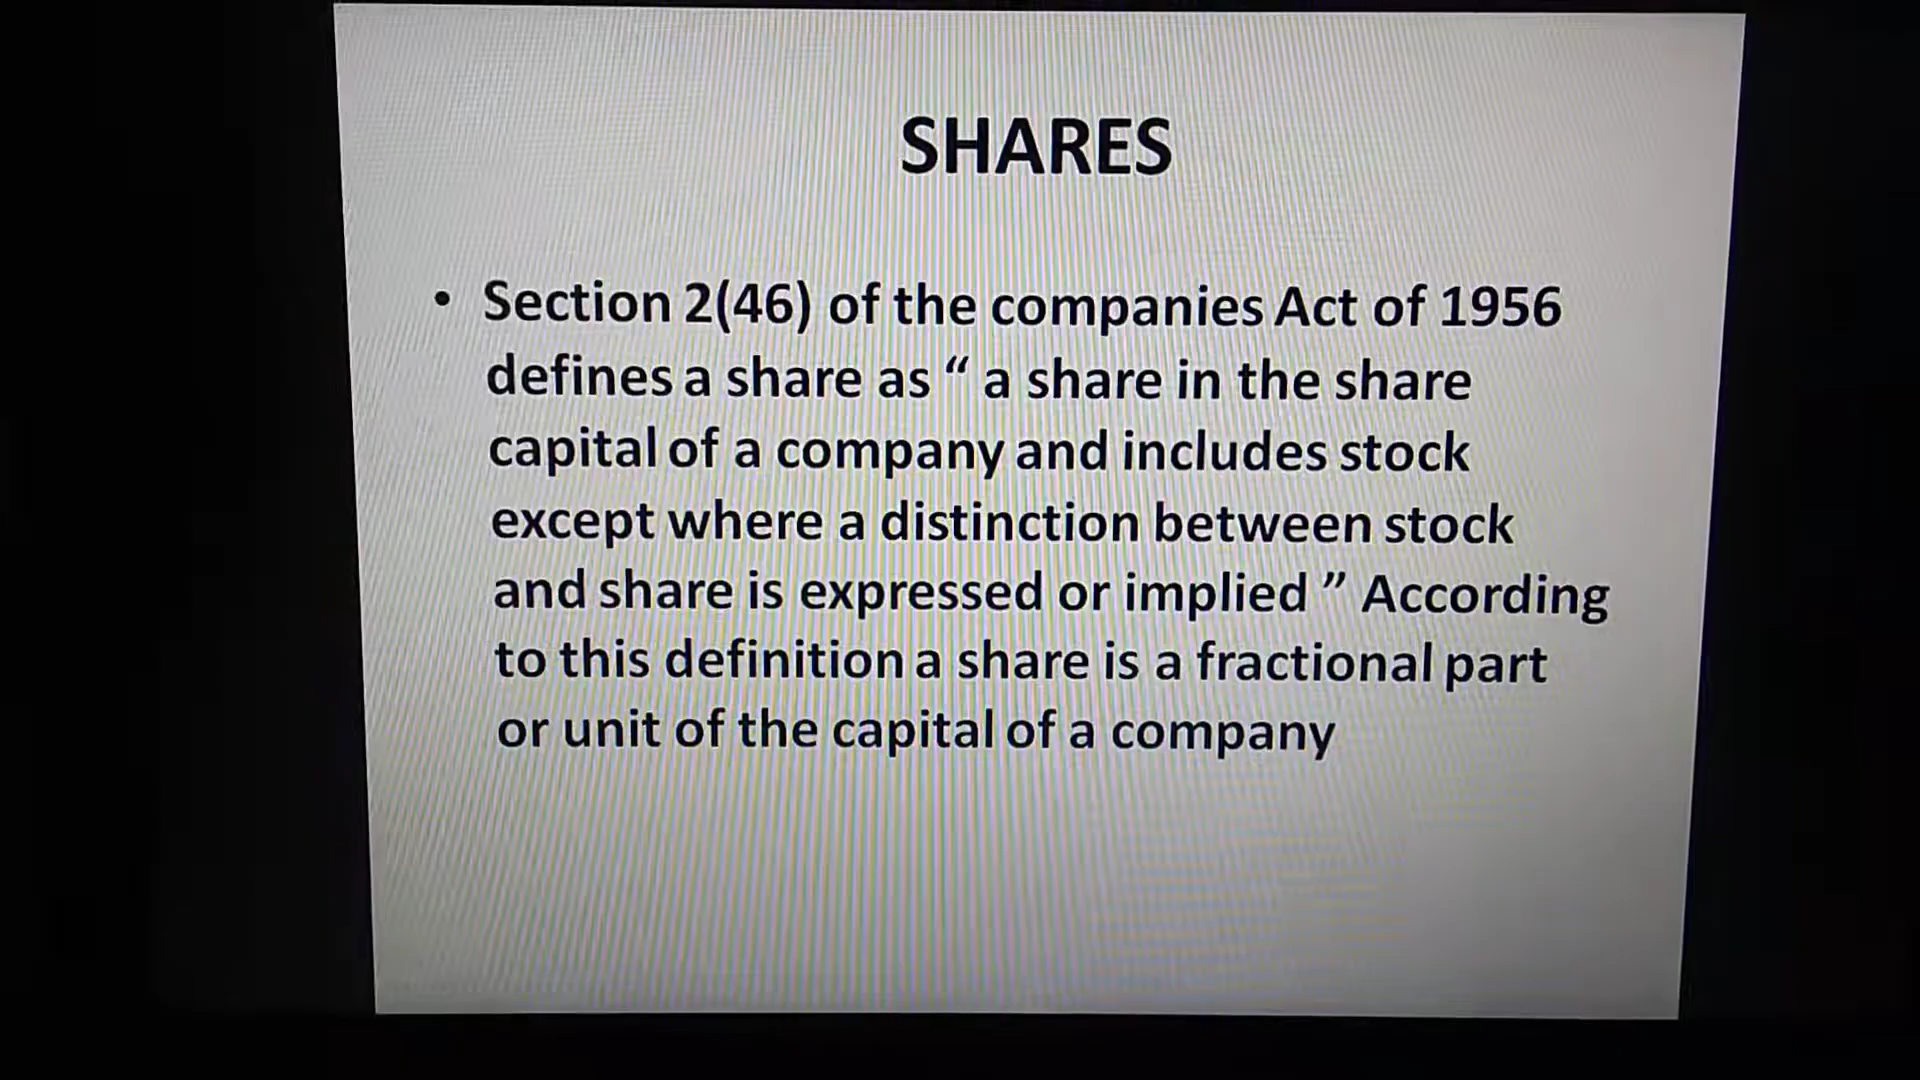 SHARES
• Section 2(46) of the companies Act of 1956
defines a share as “ a share in the share
capital of a company and includes stock
except where a distinction between stock
and share is expressed or implied ” According
to this definition a share is a fractional part
or unit of the capital of a company